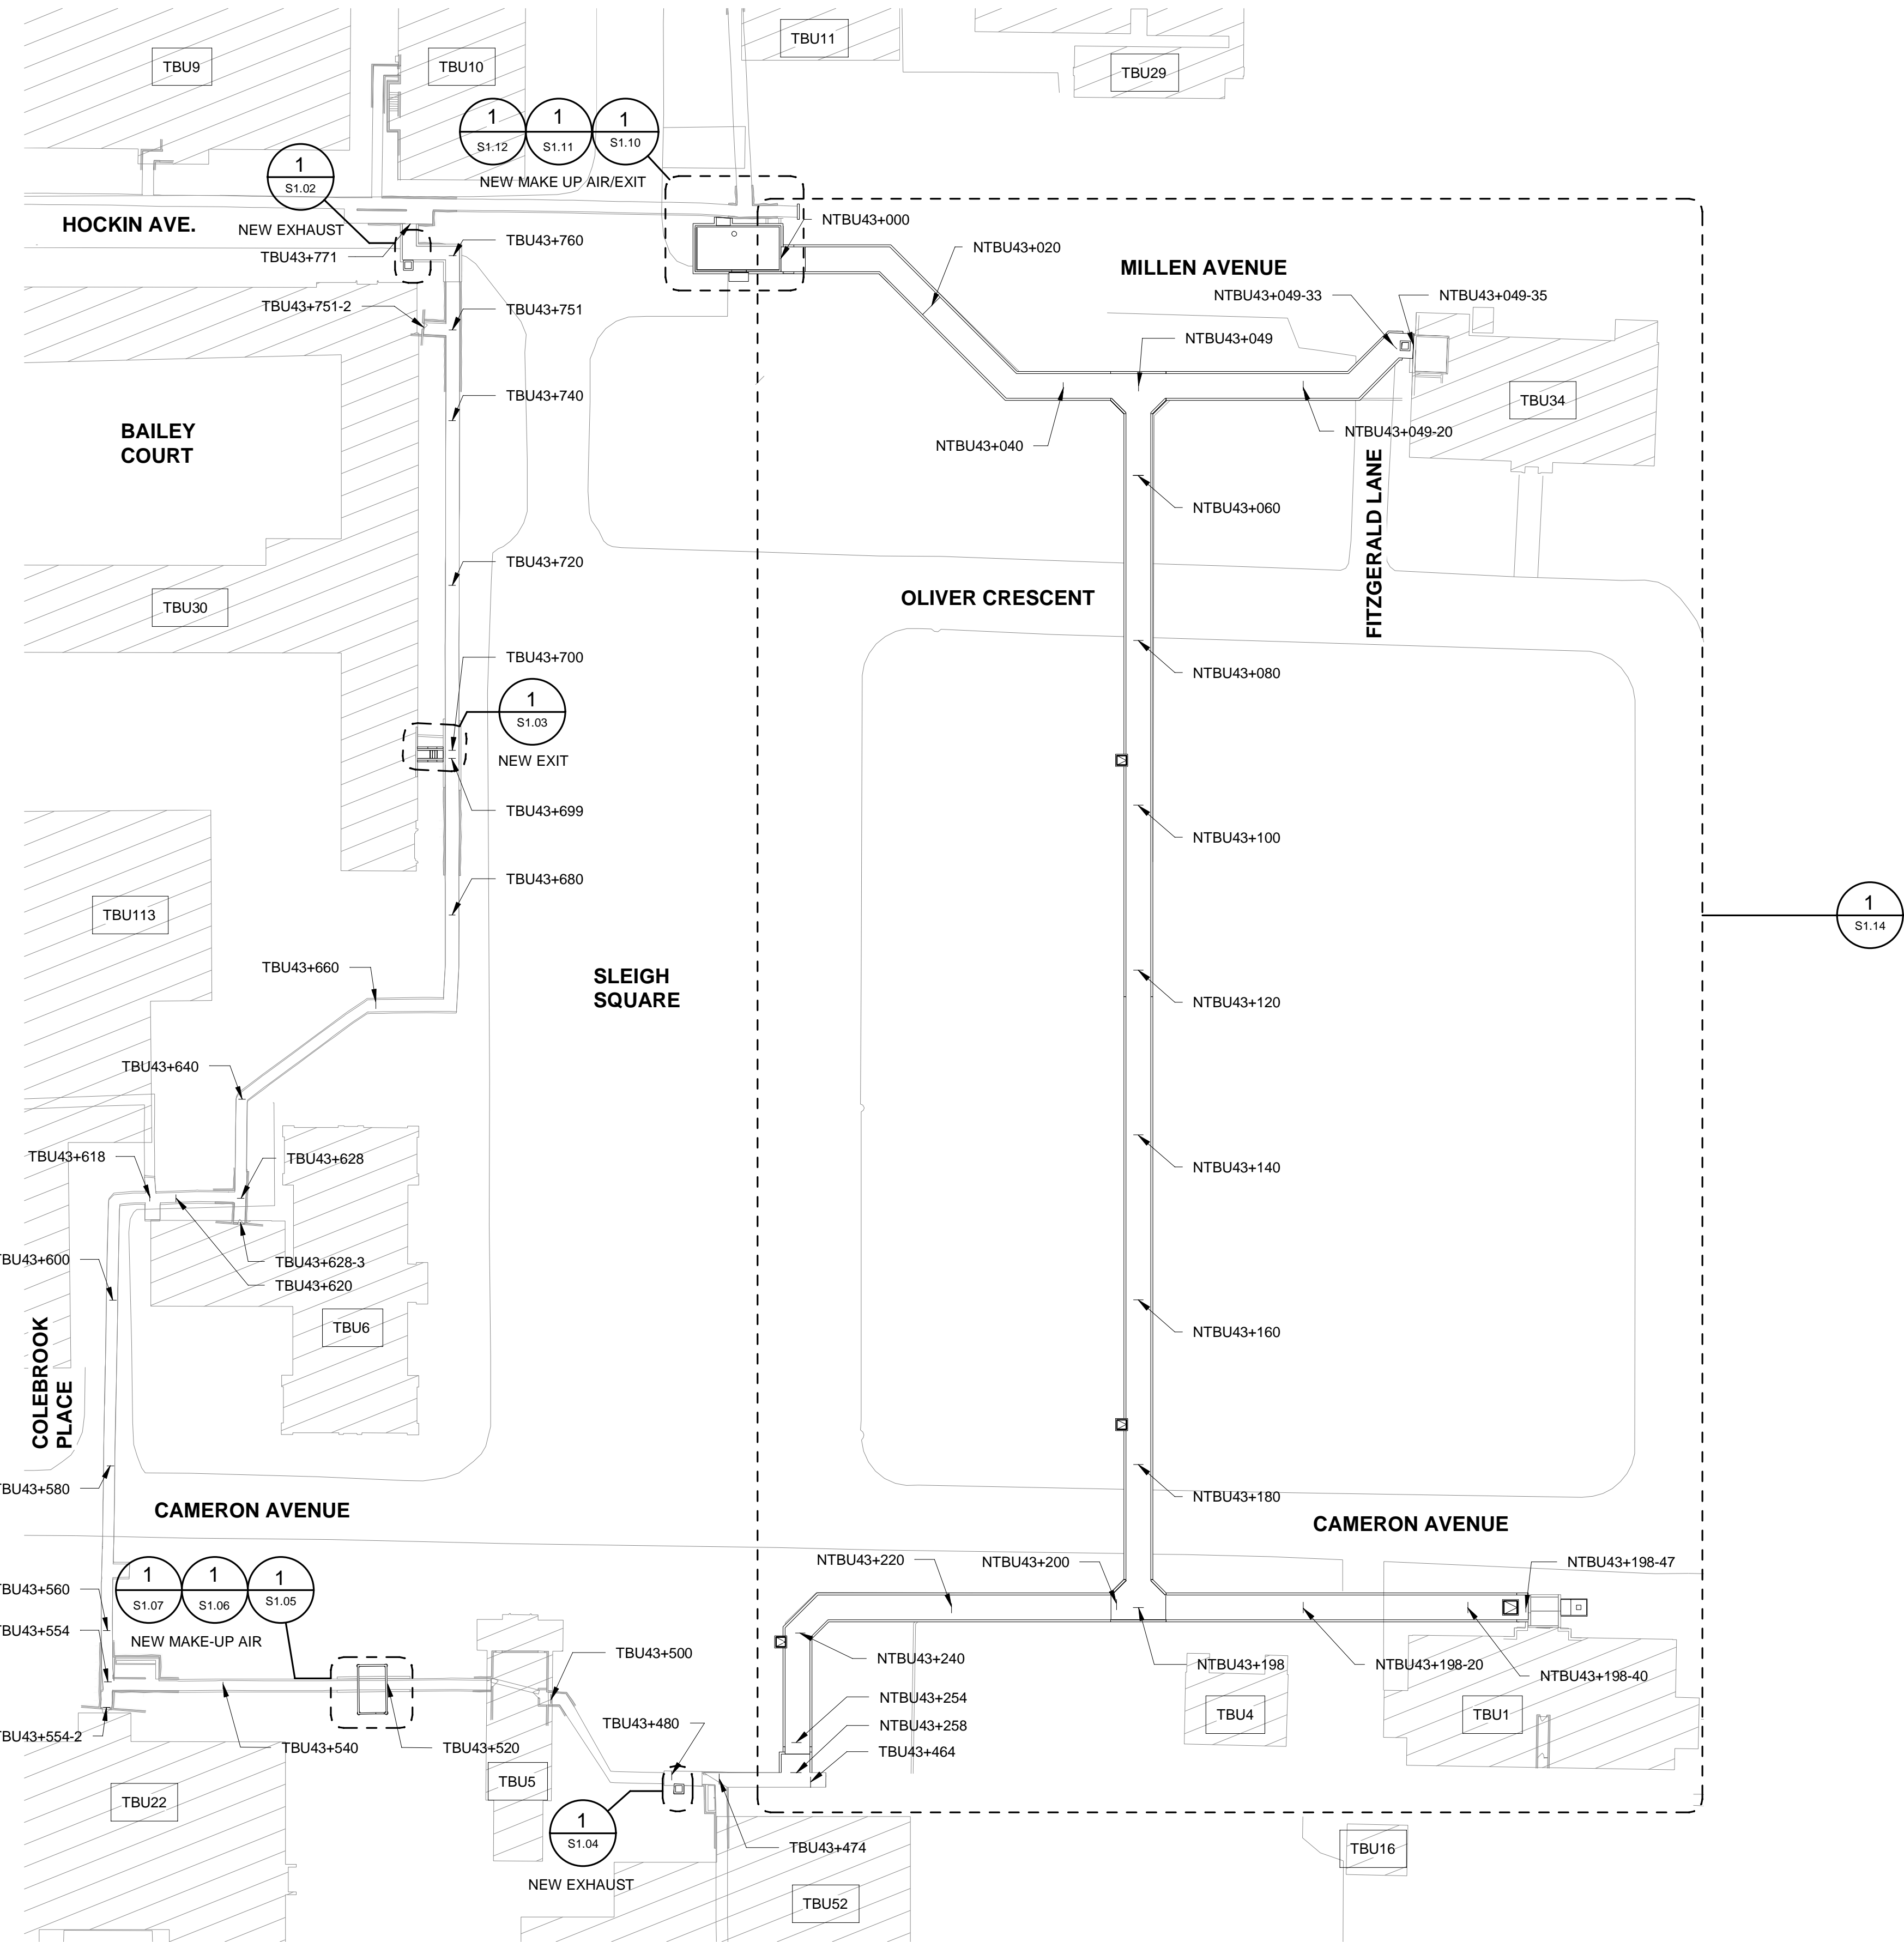 TBU9
TBU10
TBU11
TBU29
1
S1.12
1
S1.11
1
S1.10
NEW MAKE UP AIR/EXIT
1
S1.02
HOCKIN AVE.
NEW EXHAUST
TBU43+771
TBU43+760
NTBU43+000
NTBU43+020
MILLEN AVENUE
NTBU43+049-33
NTBU43+049-35
TBU43+751-2
TBU43+751
NTBU43+049
TBU43+740
TBU34
BAILEY
COURT
NTBU43+040
NTBU43+049-20
NTBU43+060
FITZGERALD LANE
TBU43+720
TBU30
OLIVER CRESCENT
TBU43+700
NTBU43+080
1
S1.03
NEW EXIT
TBU43+699
NTBU43+100
TBU43+680
TBU113
1
S1.14
TBU43+660
SLEIGH
SQUARE
NTBU43+120
TBU43+640
TBU43+618
TBU43+628
NTBU43+140
TBU43+600
TBU43+628-3
TBU43+620
TBU6
NTBU43+160
COLEBROOK
PLACE
TBU43+580
NTBU43+180
CAMERON AVENUE
CAMERON AVENUE
NTBU43+220
NTBU43+200
NTBU43+198-47
TBU43+560
1
S1.07
1
S1.06
1
S1.05
TBU43+554
NEW MAKE-UP AIR
TBU43+500
NTBU43+240
NTBU43+198
NTBU43+198-20
NTBU43+198-40
NTBU43+254
TBU4
TBU1
TBU43+480
NTBU43+258
TBU43+554-2
TBU43+540
TBU43+520
TBU43+464
TBU5
TBU22
1
S1.04
TBU43+474
TBU16
NEW EXHAUST
TBU52